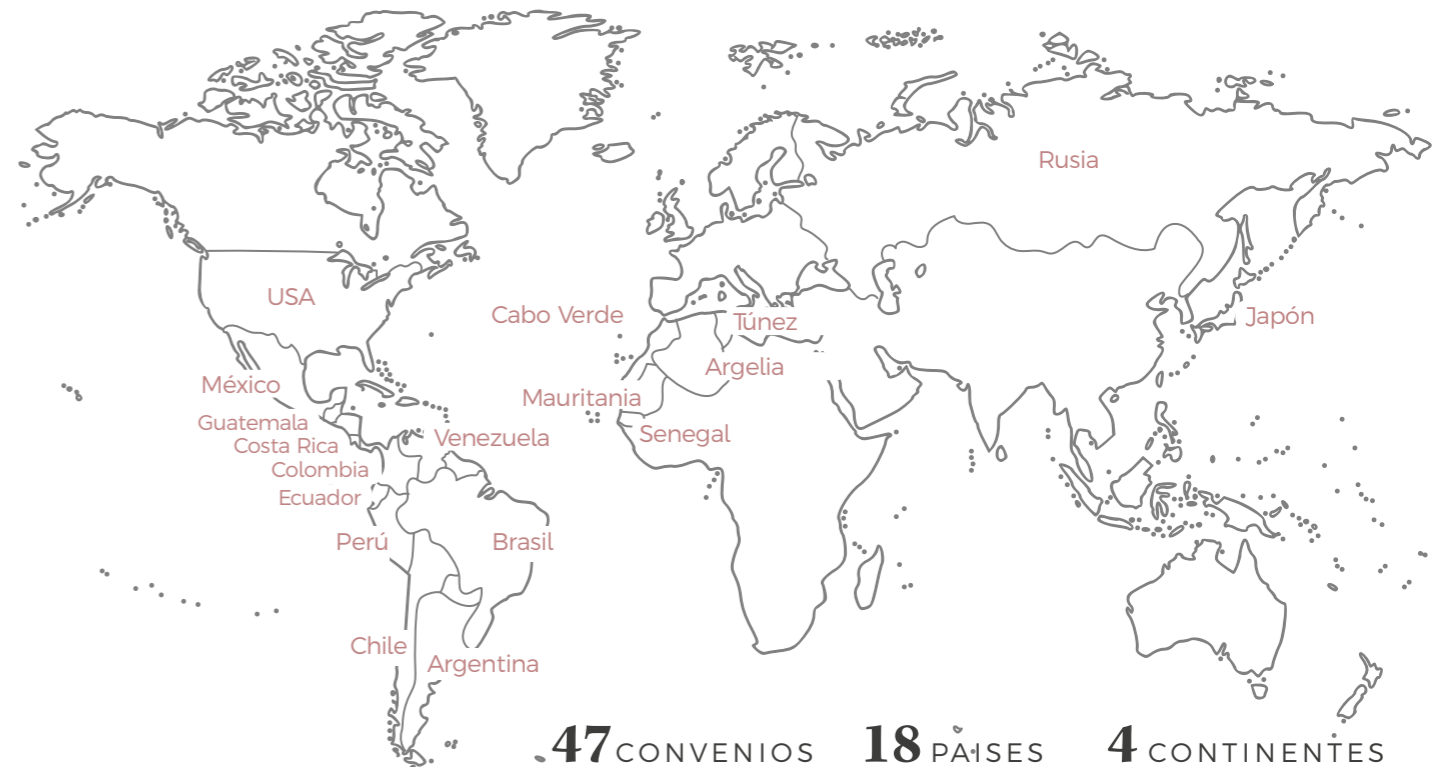 Rusia
USA
Cabo Verde
Túnez
Japón
Argelia
México
Mauritania
Guatemala
Senegal
Venezuela
Costa Rica
Colombia
Ecuador
Perú
Brasil
Chile
Argentina
47 CONVENIOS 18 PAISES 4 CONTINENTES